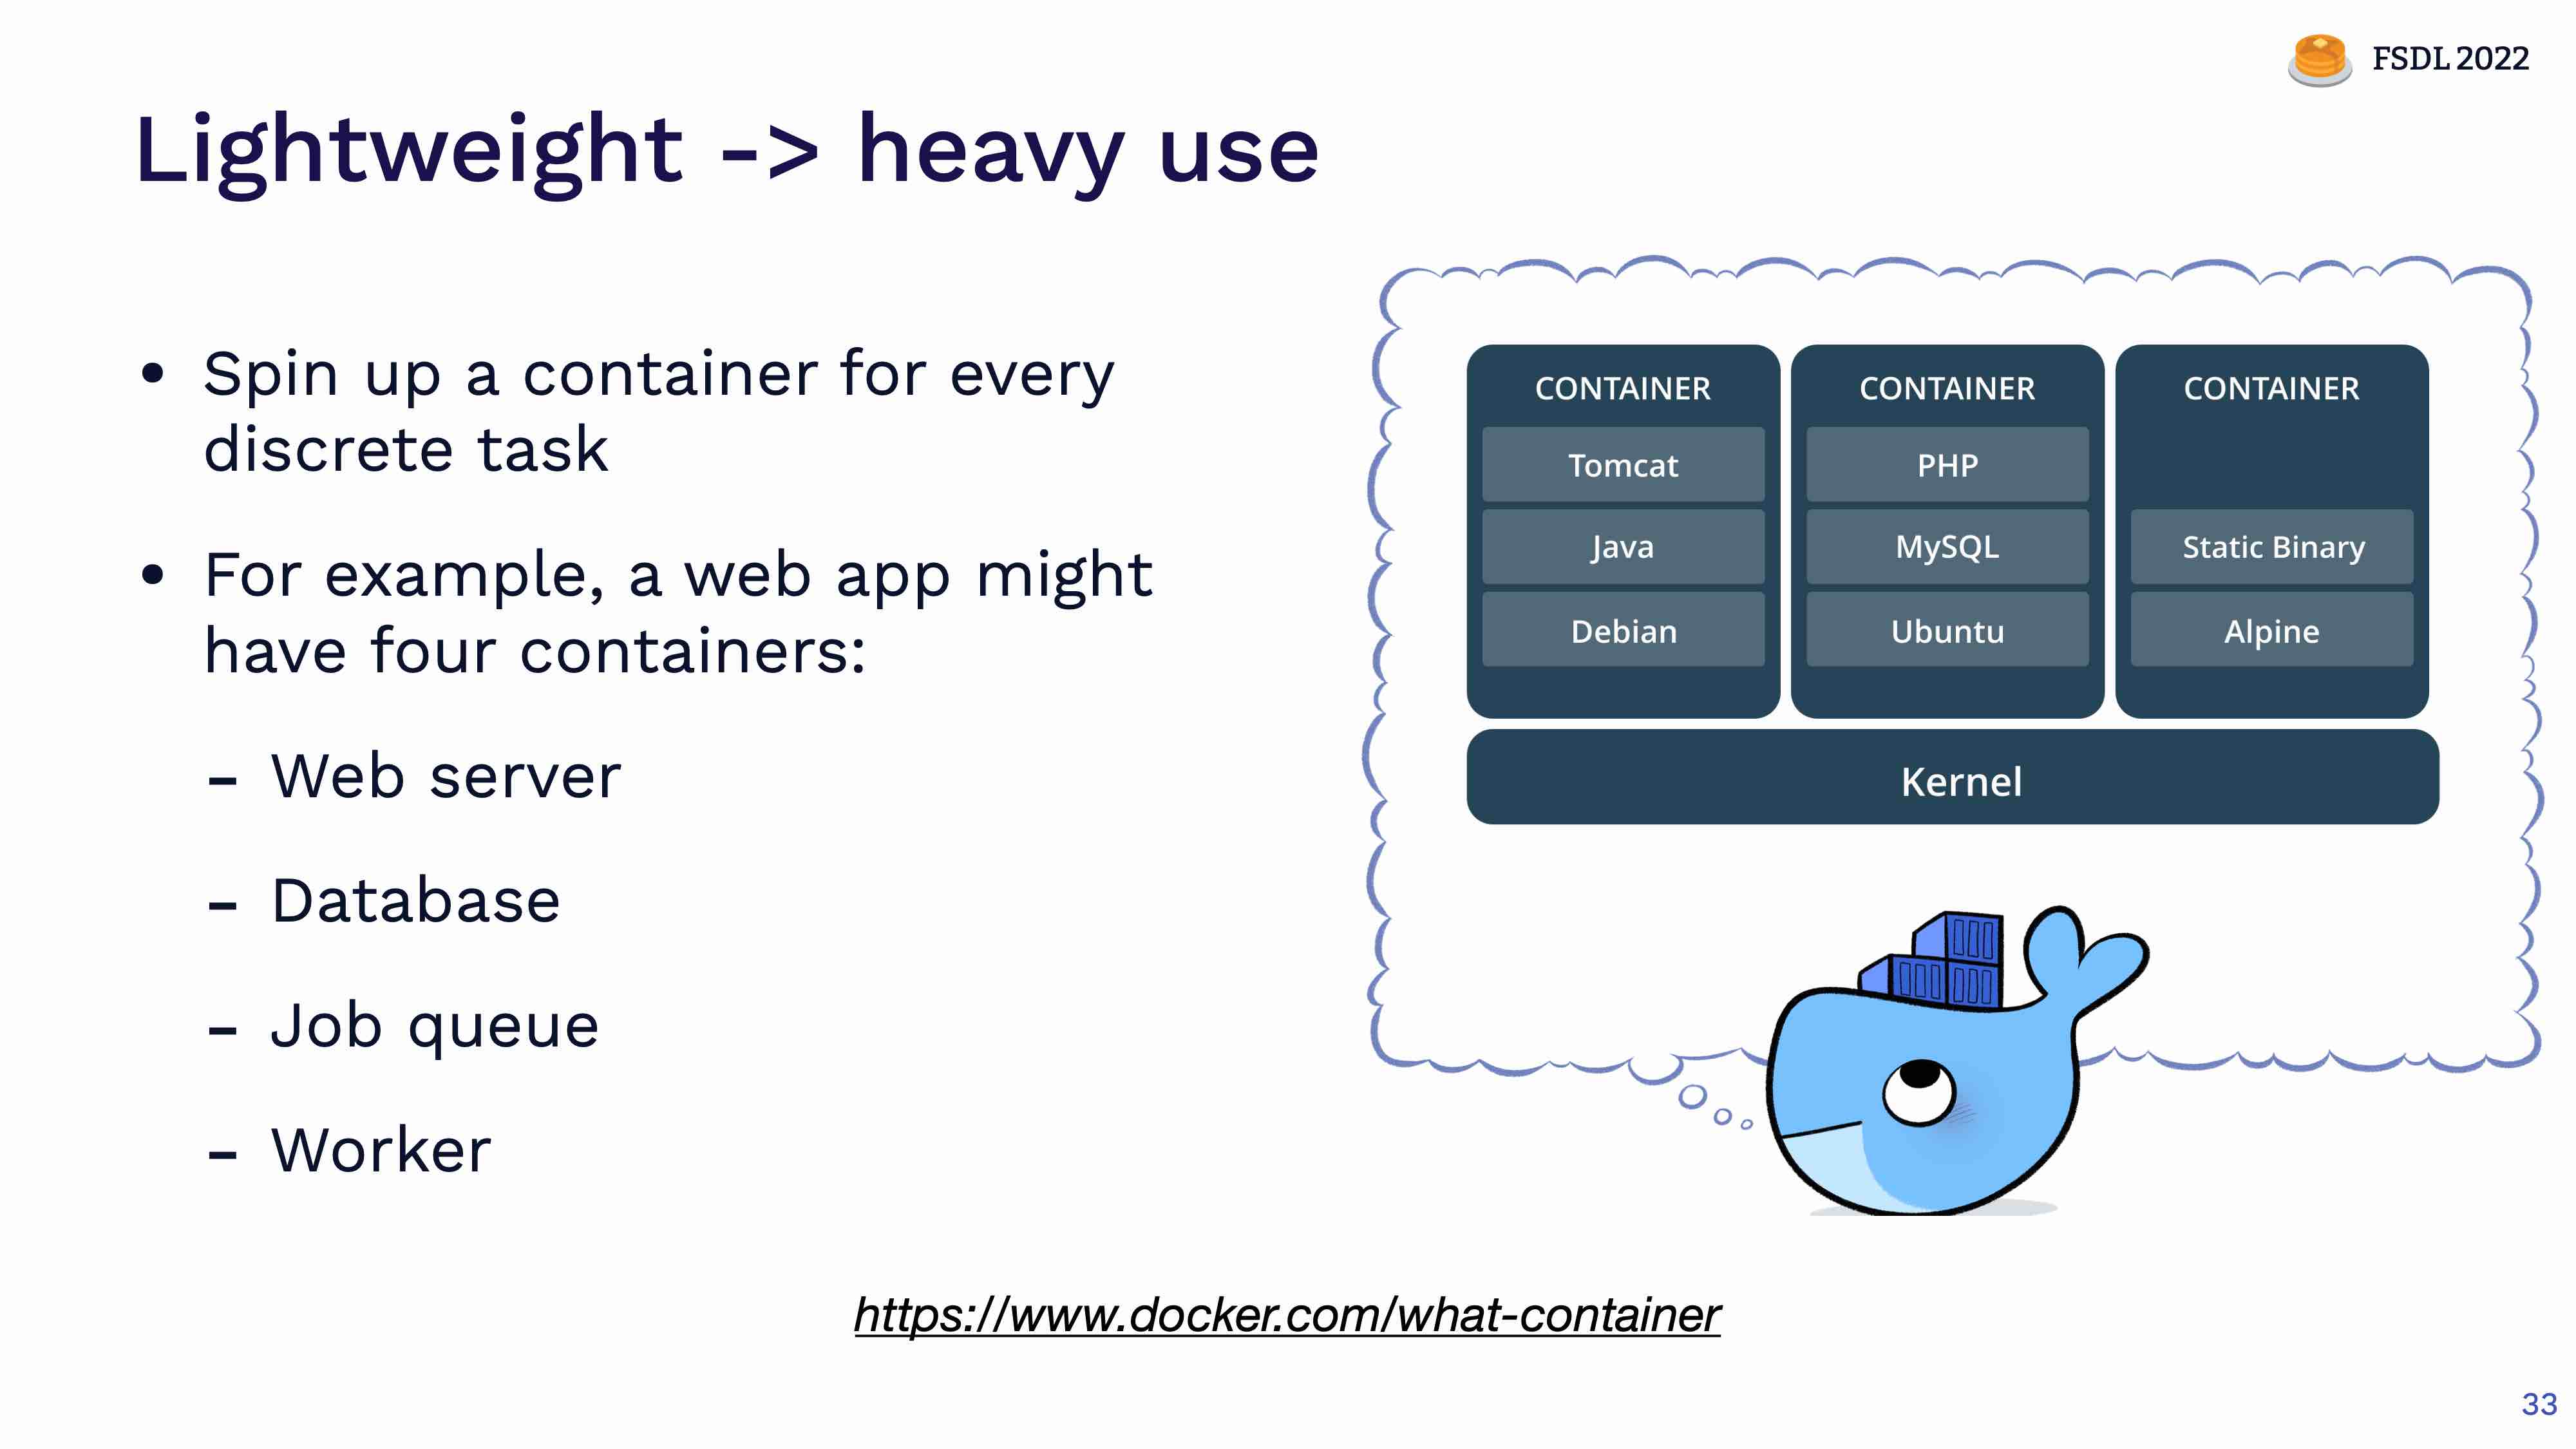 FSDL 2022
Lightweight -> heavy use
• Spin up a container for every
discrete task
• For example, a web app might
have four containers:
- Web server
- Database
- Job queue
- Worker
CONTAINER
Tomcat
Java
Debian
CONTAINER
PHP
MySQL
Ubuntu
CONTAINER
Static Binary
Alpine
Kernel
https://www.docker.com/what-container
33